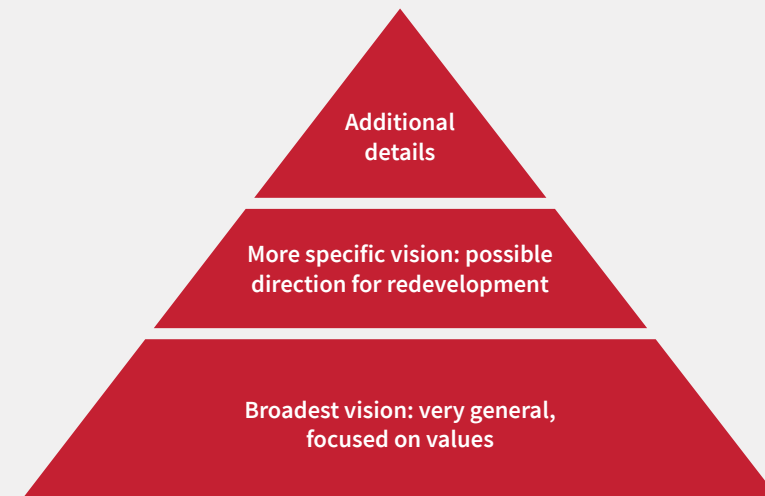 Additional
details
More specific vision: possible
direction for redevelopment
Broadest vision: very general,
focused on values